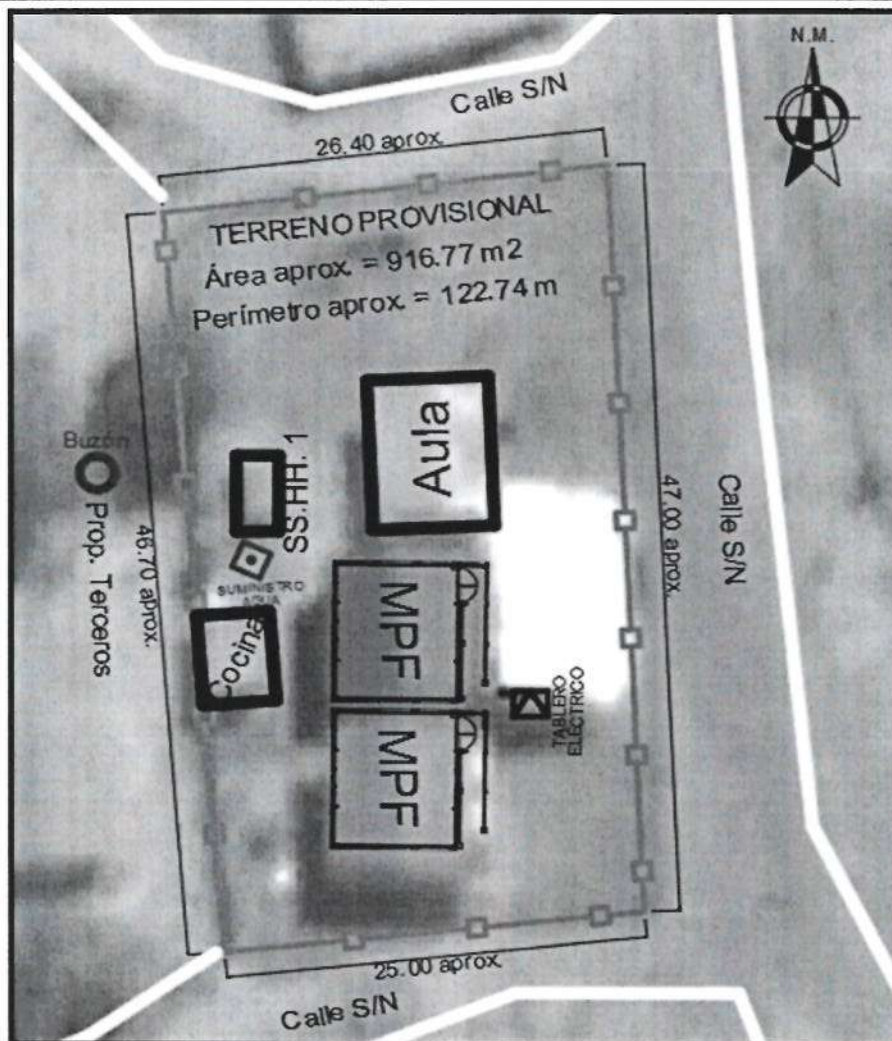 N.M.
Calle S/N
26.40 aprox.
TERRENO PROVISIONAL
Área aprox. = 916.77 m2
Perímetro aprox. = 122.74 m
Aula
SS.HH. 1
Buzón
Prop. Terceros
46.70 aprox.
47.00 aprox.
Calle S/N
SUMINISTRO
AGUA
Cocina
MPF
TABLERO
ELÉCTRICO
MPF
25.00 aprox.
Calle S/N